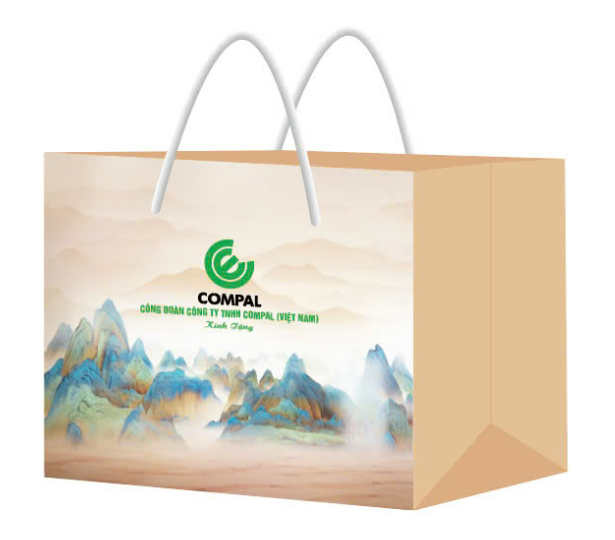 COMPAL
CÔNG ĐOÀN CÔNG TY TNHH COMPAL (VIỆT NAM)
Kính Tặng